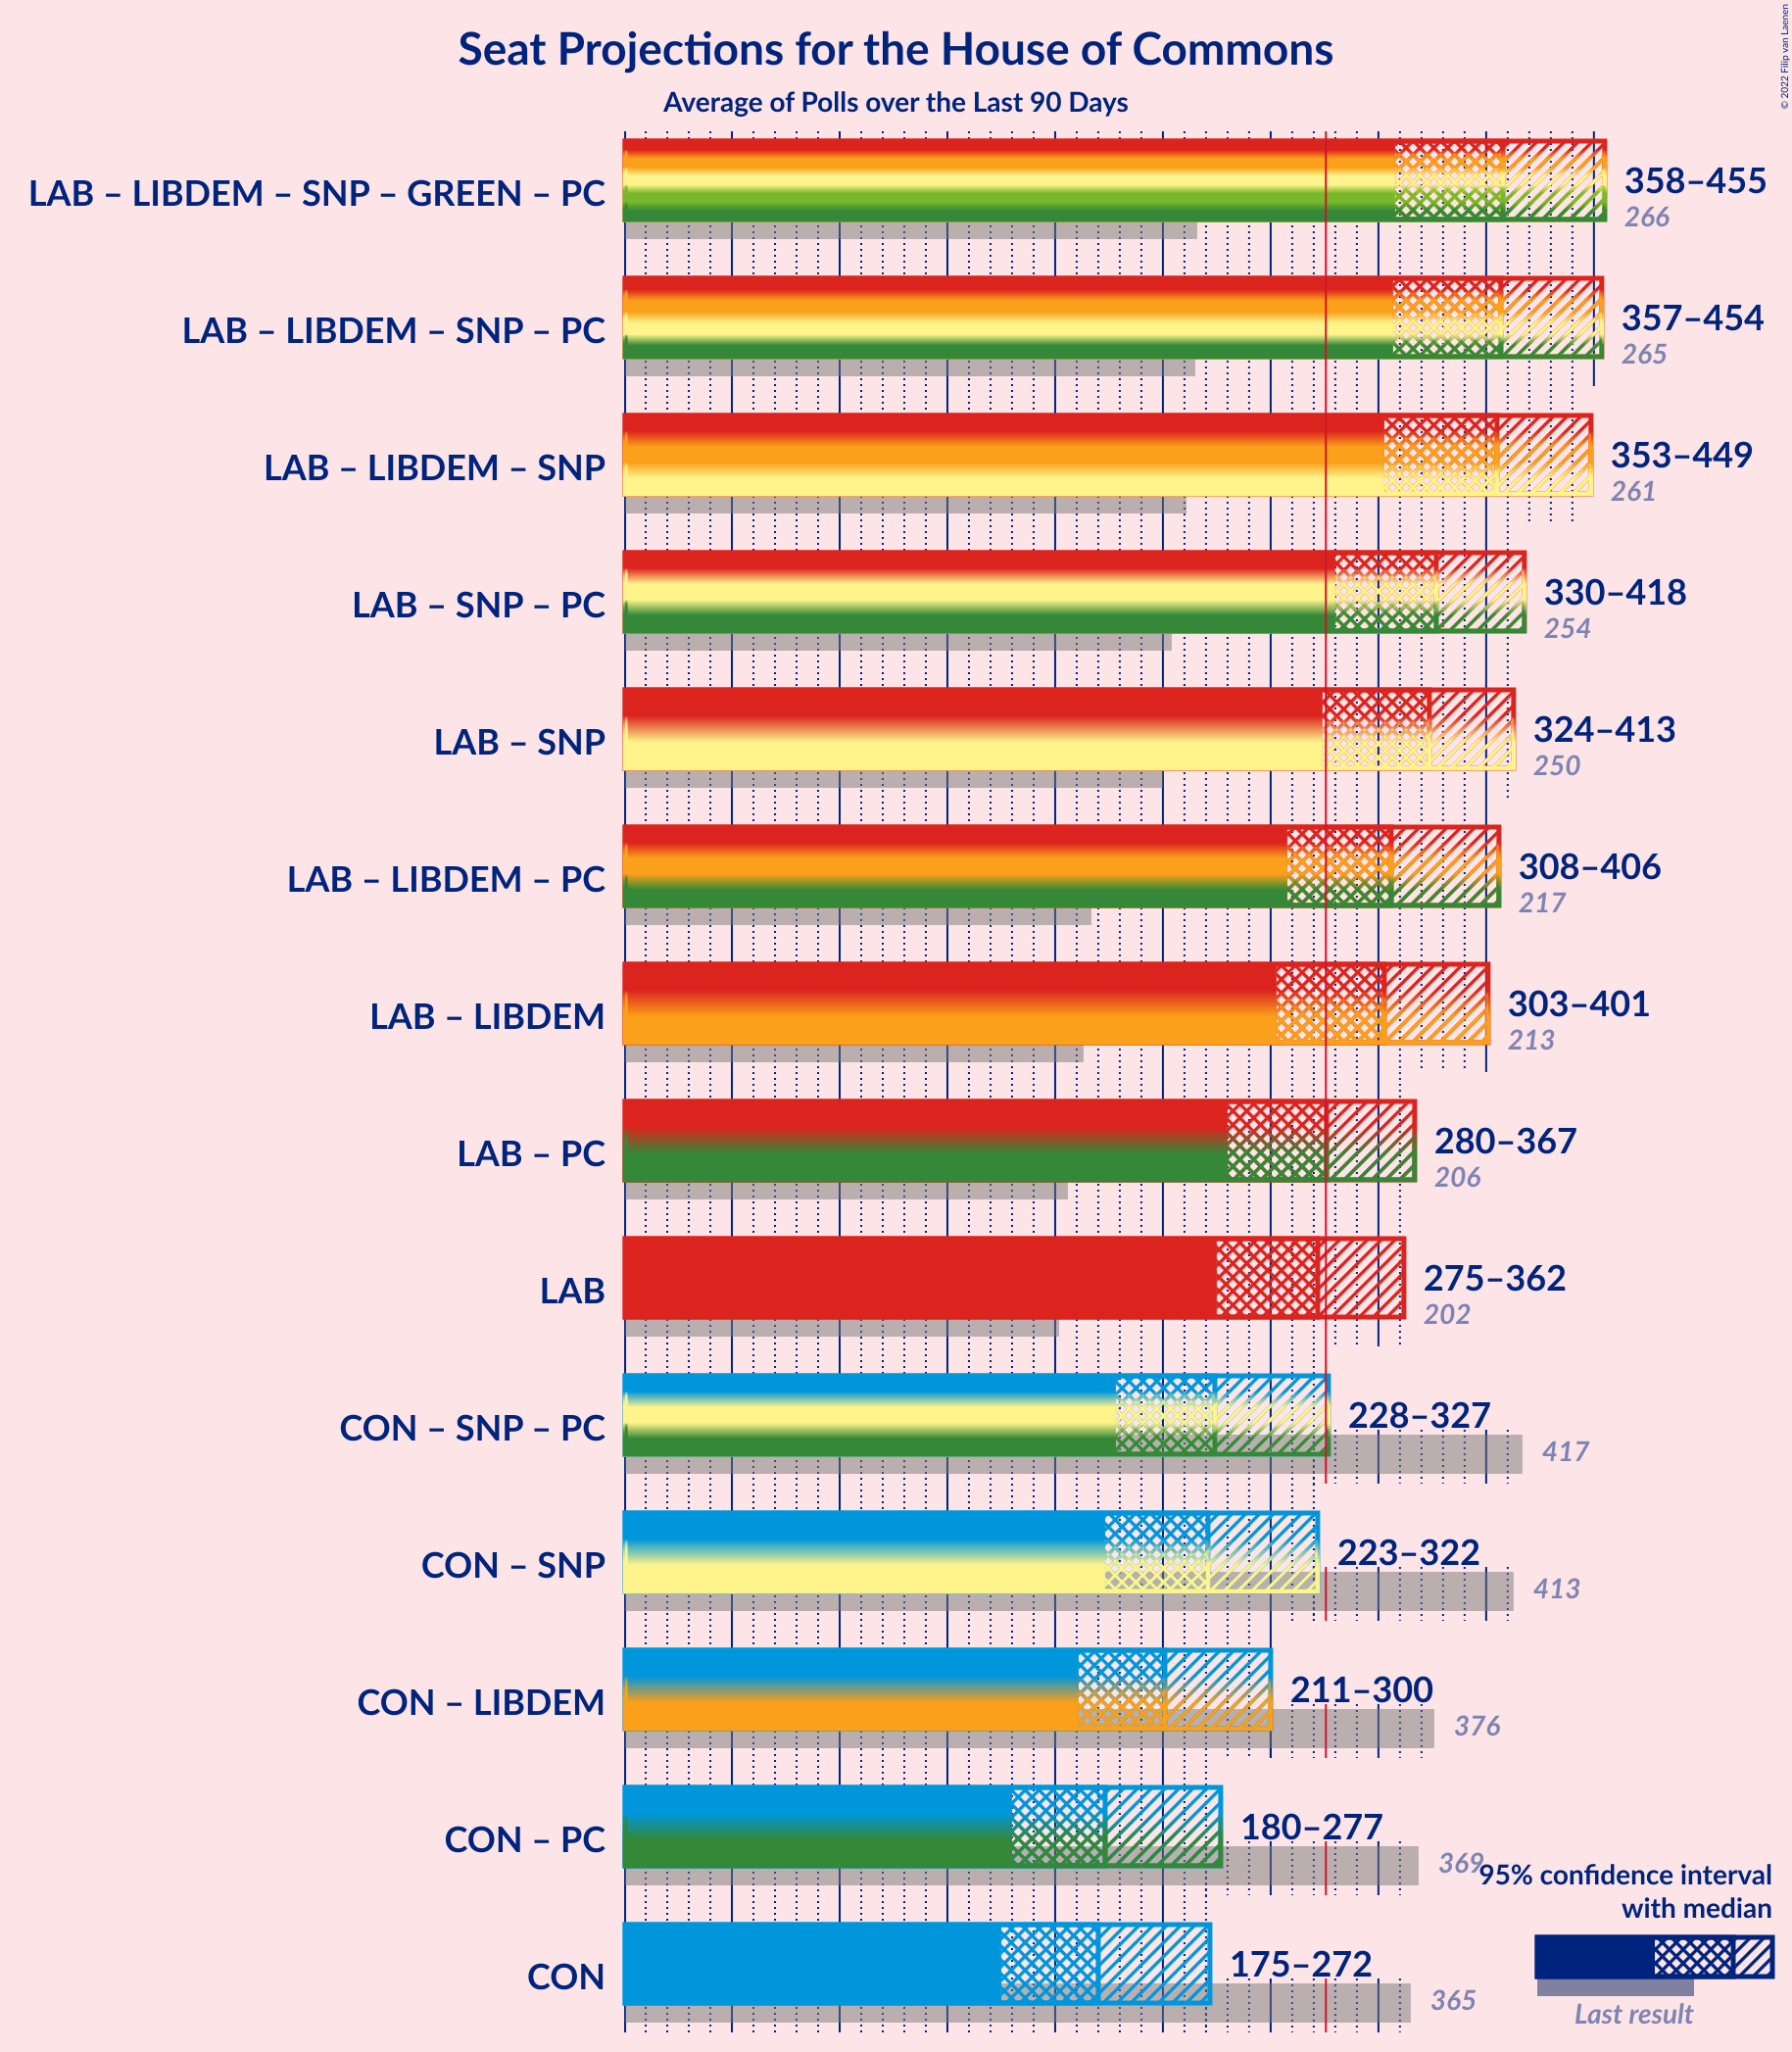 © 2022 Filip van Laenen
Seat Projections for the House of Commons
Average of Polls over the Last 90 Days
LAB – LIBDEM – SNP – GREEN – PC
358–455
266
LAB – LIBDEM – SNP – PC
357–454
265
LAB – LIBDEM – SNP
353–449
261
LAB – SNP – PC
330–418
254
LAB – SNP
324–413
250
LAB – LIBDEM – PC
308–406
217
LAB – LIBDEM
303–401
213
LAB – PC
280–367
206
LAB
275–362
202
CON – SNP – PC
228–327
417
CON – SNP
223–322
413
CON – LIBDEM
211–300
376
CON – PC
180–277
369
CON
175–272
365
95% confidence interval
with median
Last result